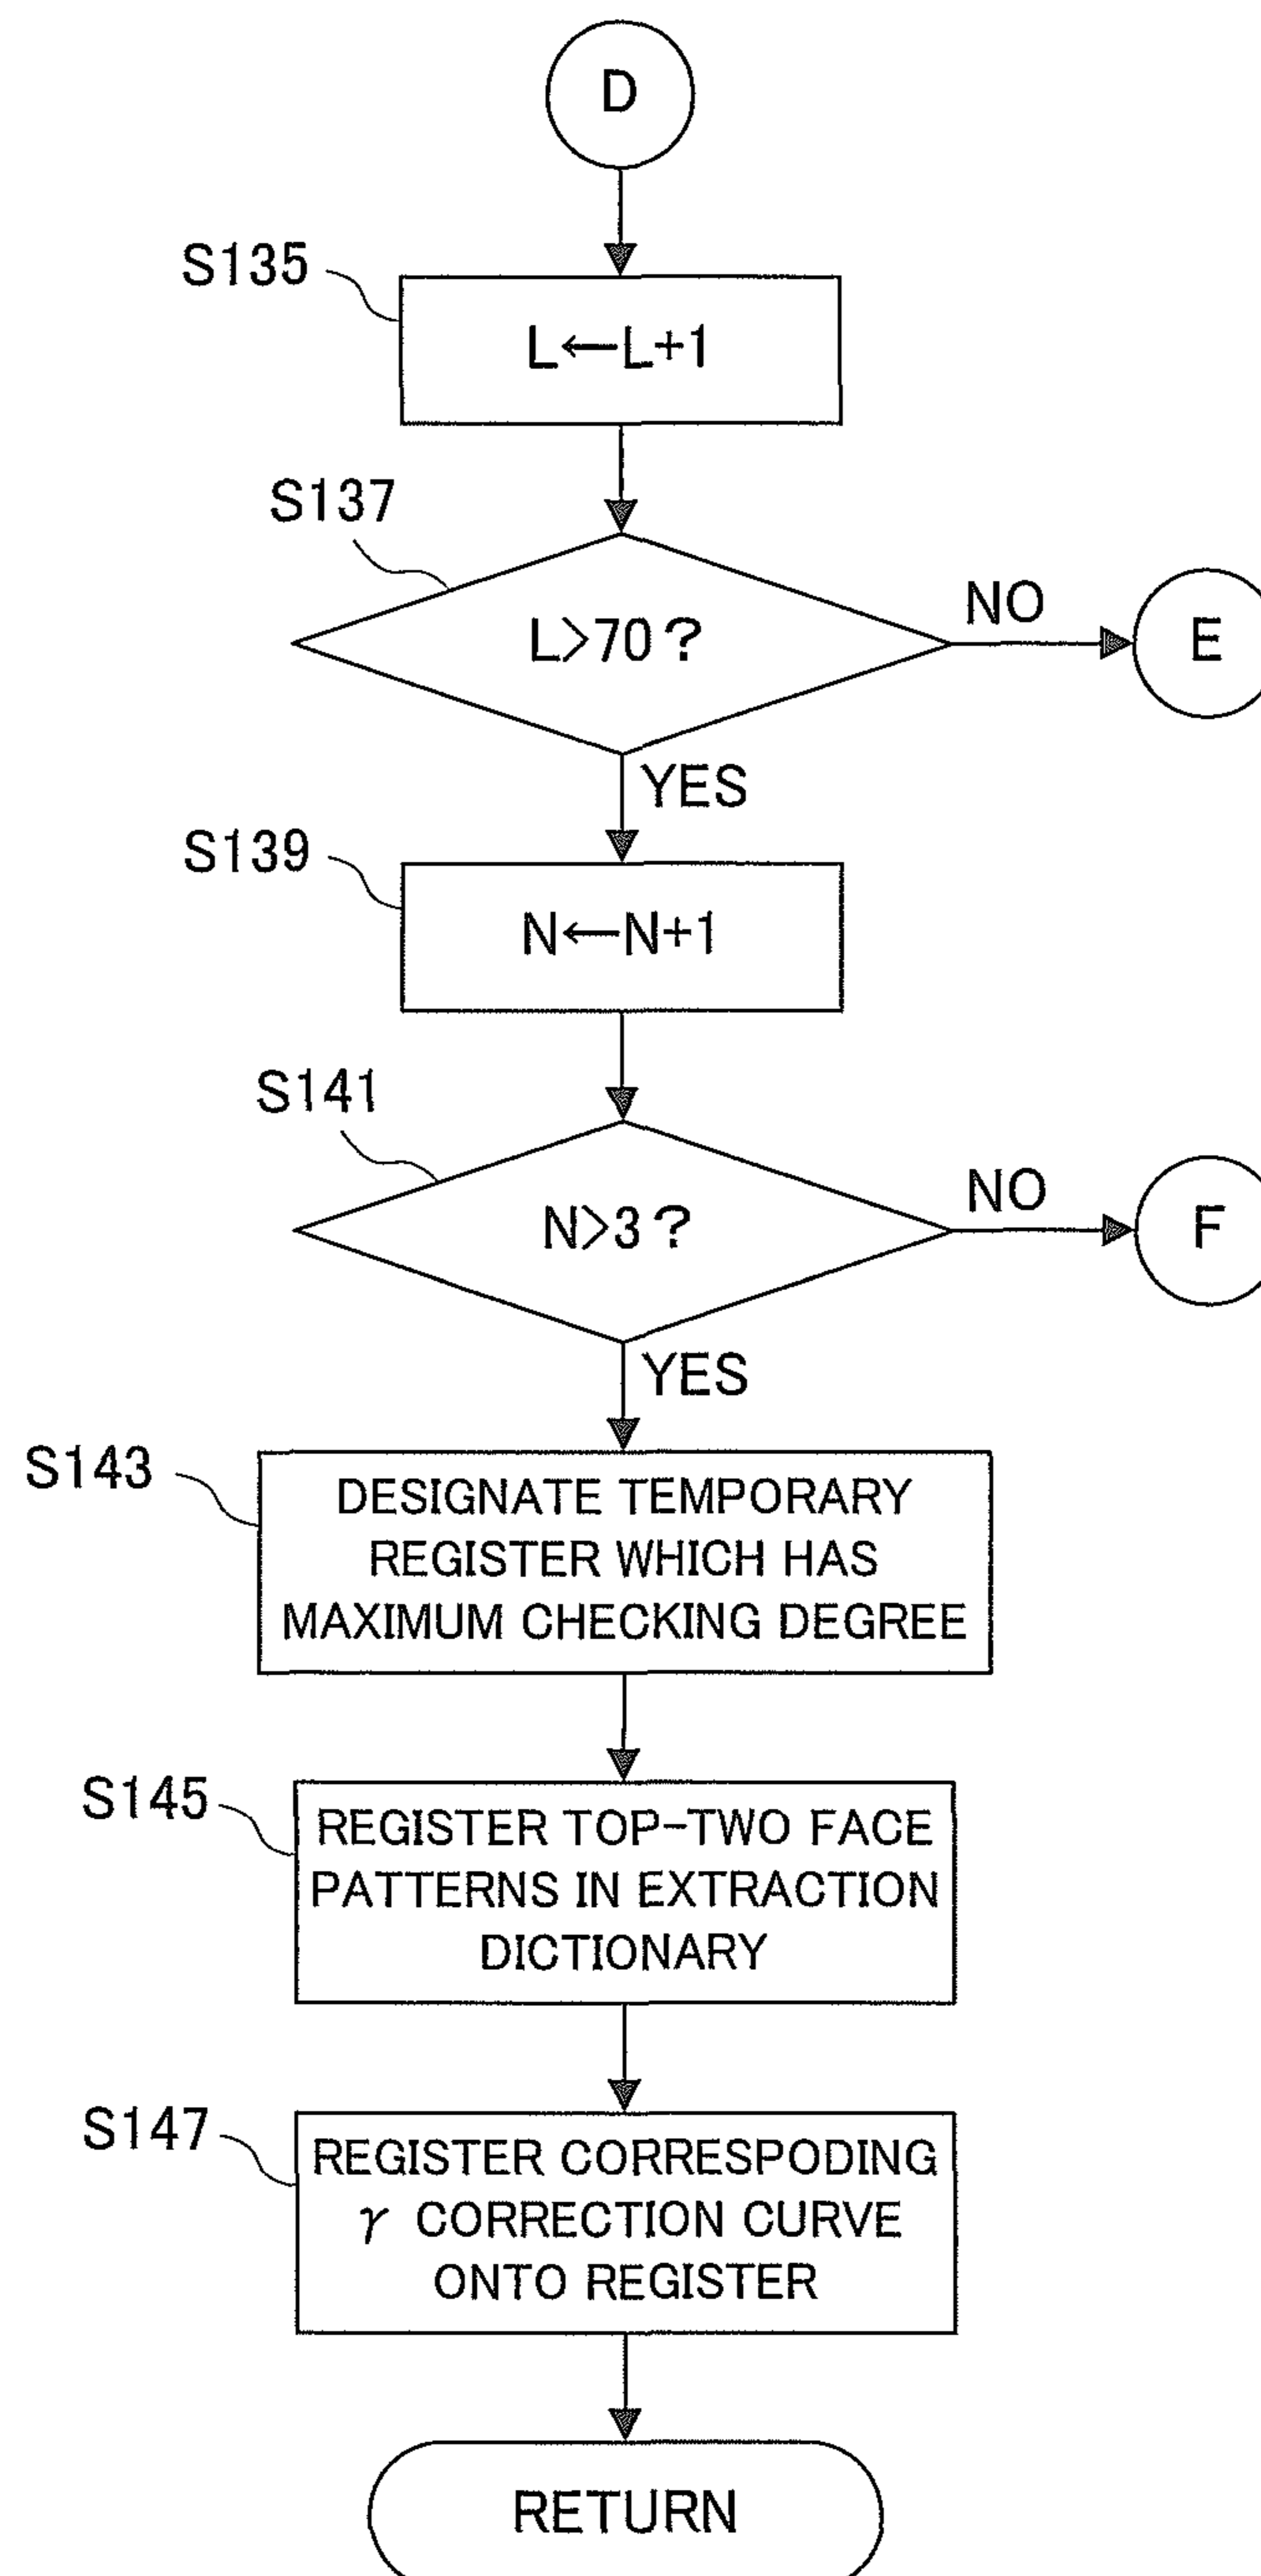 D
S135
L←L+1
S137
L>70?
NO
E
YES
S139
N←N+1
S141
N>3?
NO
F
YES
S143
DESIGNATE TEMPORARY
REGISTER WHICH HAS
MAXIMUM CHECKING DEGREE
S145
REGISTER TOP-TWO FACE
PATTERNS IN EXTRACTION
DICTIONARY
S147
REGISTER CORRESPODING
γ CORRECTION CURVE
ONTO REGISTER
RETURN